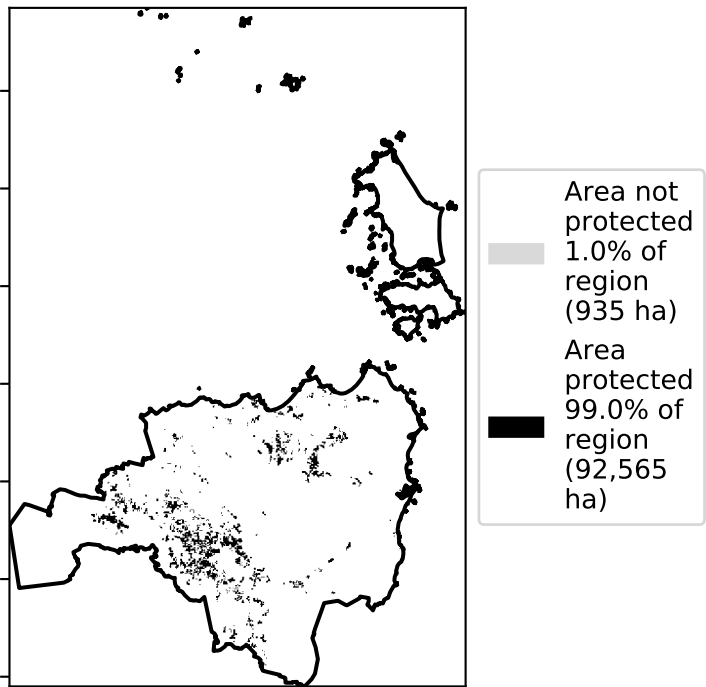 Area not
protected
1.0% of
region
(935 ha)
Area
protected
99.0% of
region
(92,565
ha)